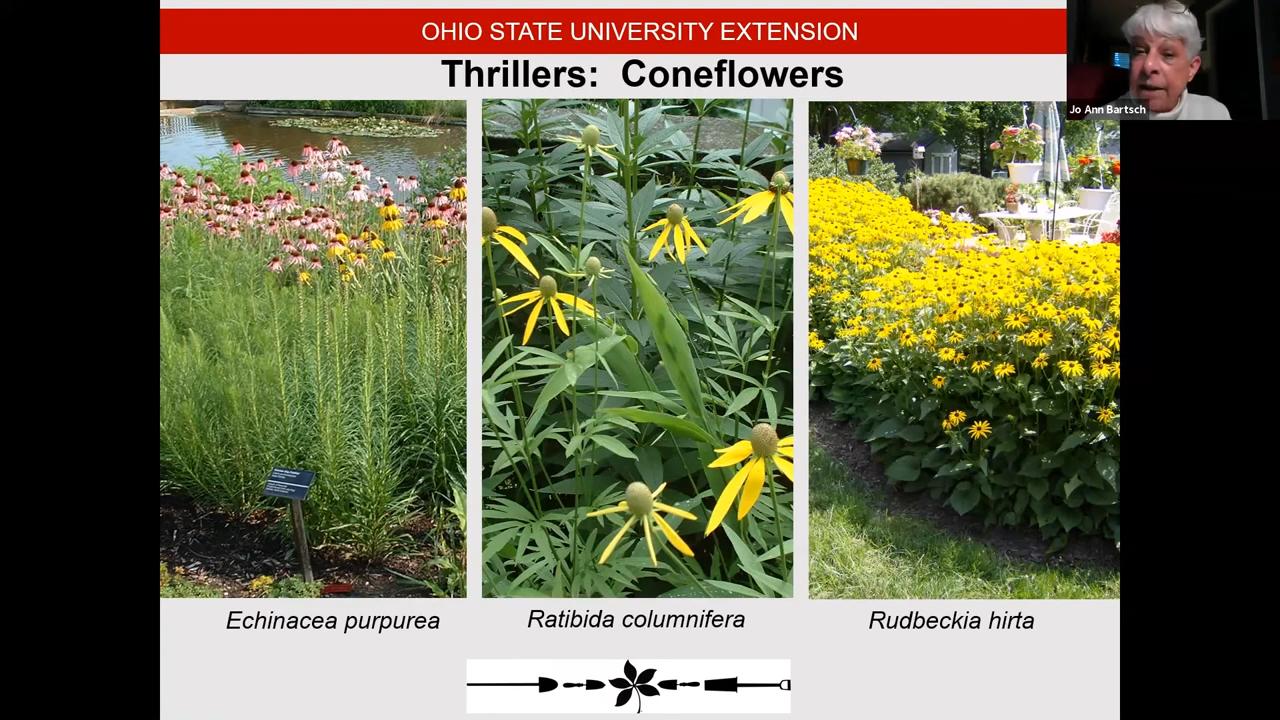 OHIO STATE UNIVERSITY EXTENSION
Thrillers: Coneflowers
Jo Ann Bartsch
Echinacea purpurea
Ratibida columnifera
Rudbeckia hirta